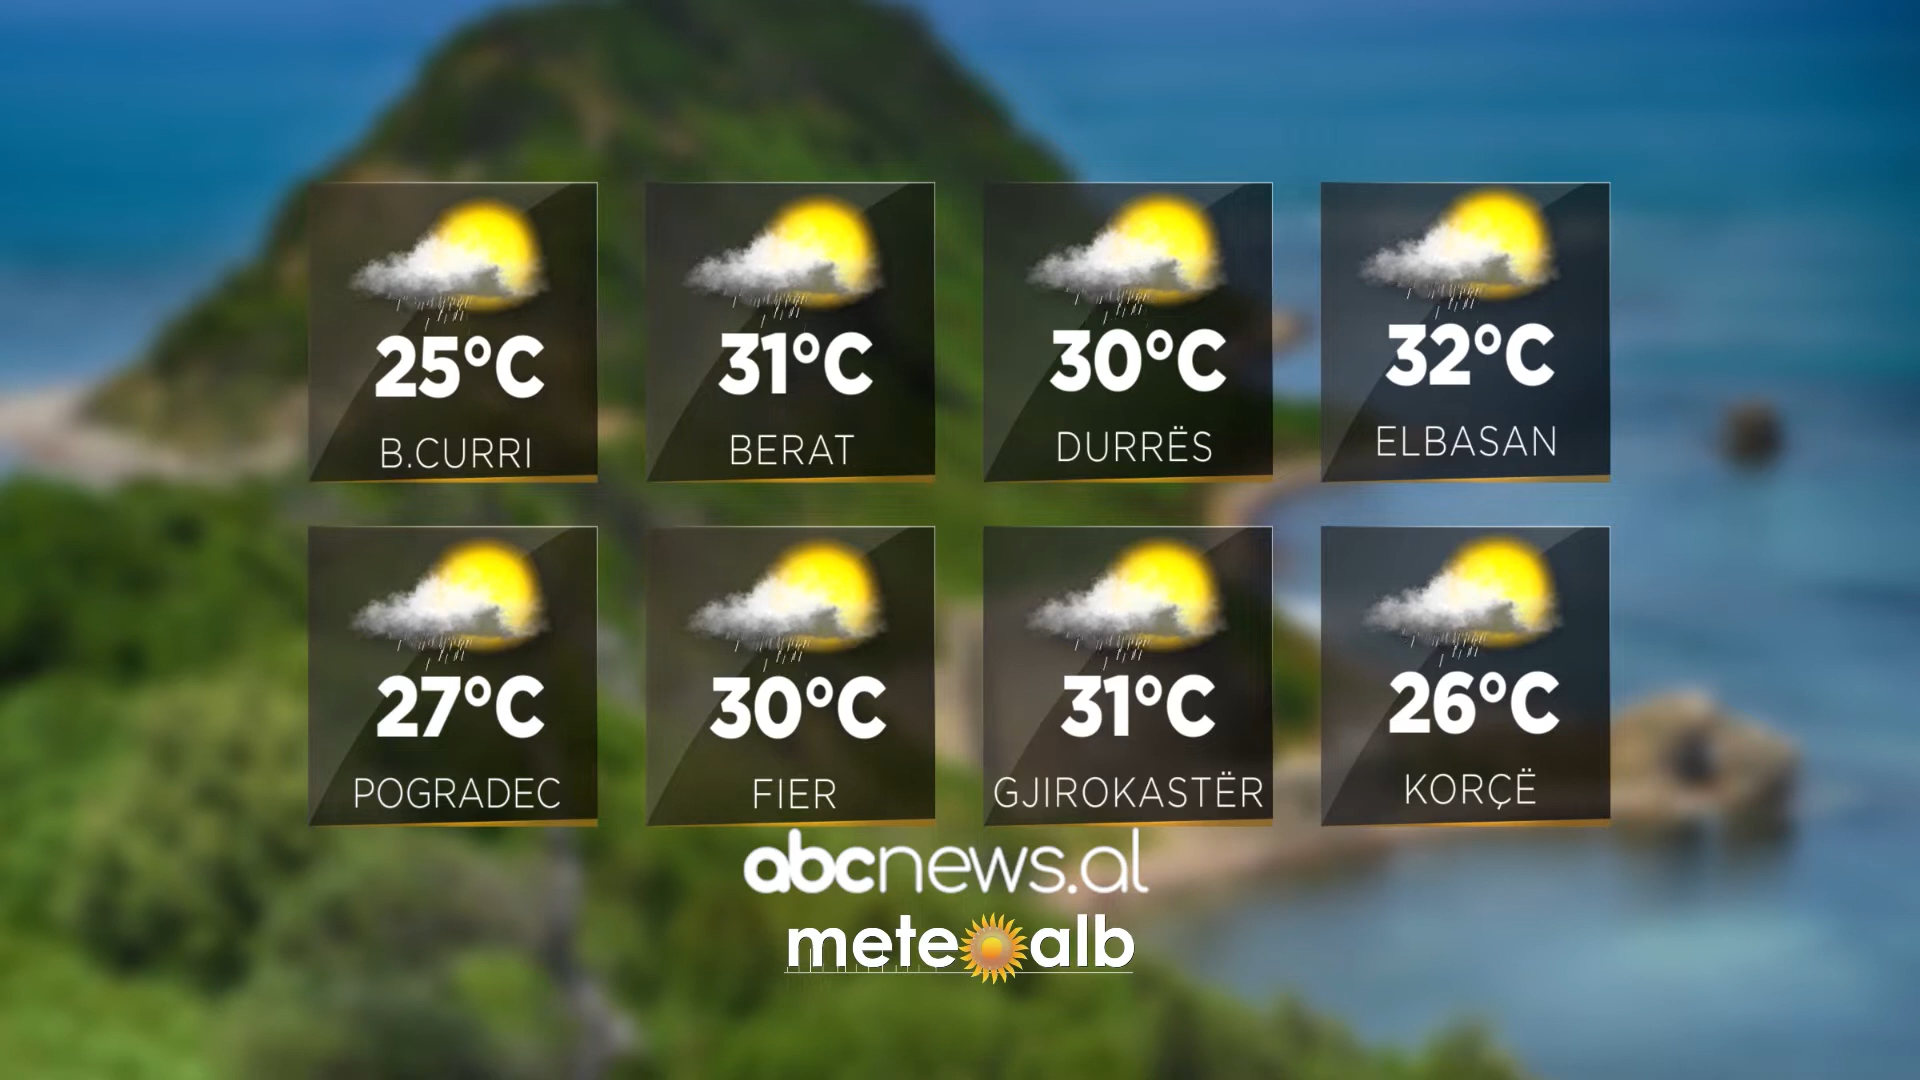 25°C
B.CURRI
31°C
BERAT
30°C
DURRËS
32°C
ELBASAN
27°C
POGRADEC
30°C
FIER
31°C
GJIROKASTËR
26°C
KORÇË
abcnews.al
meteoalb